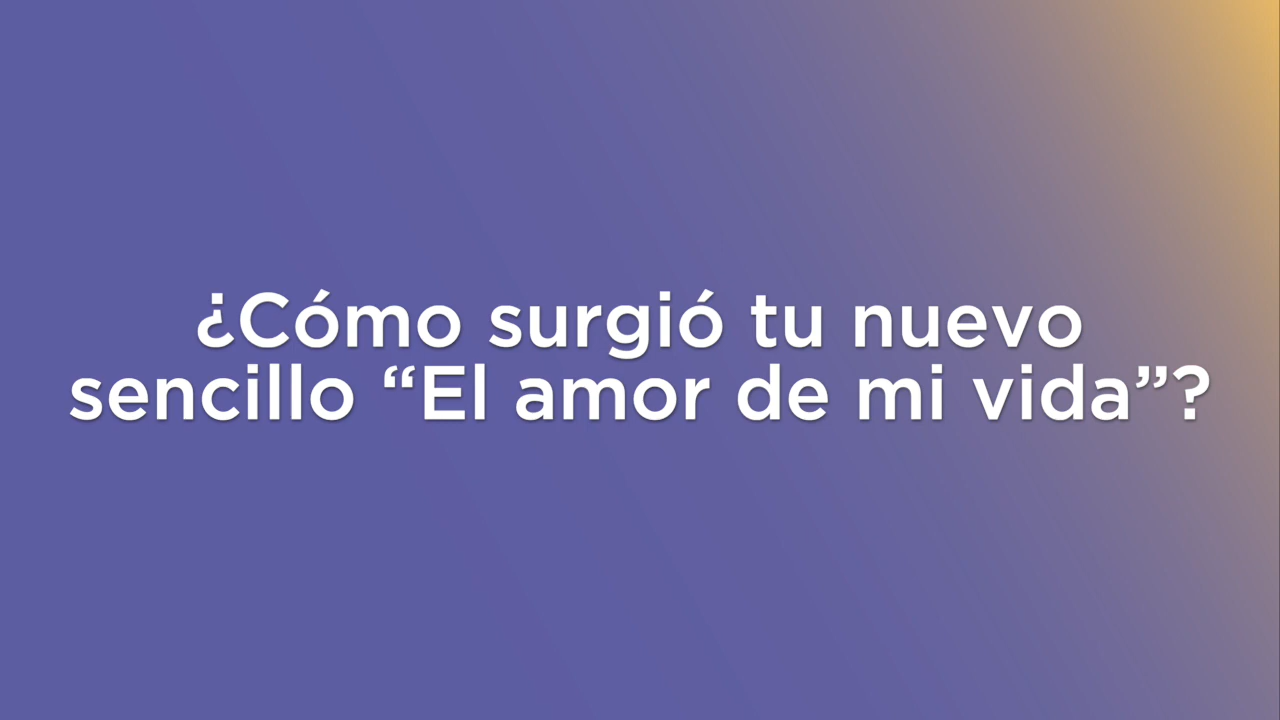 ¿Cómo surgió tu nuevo
sencillo “El amor de mi vida”?